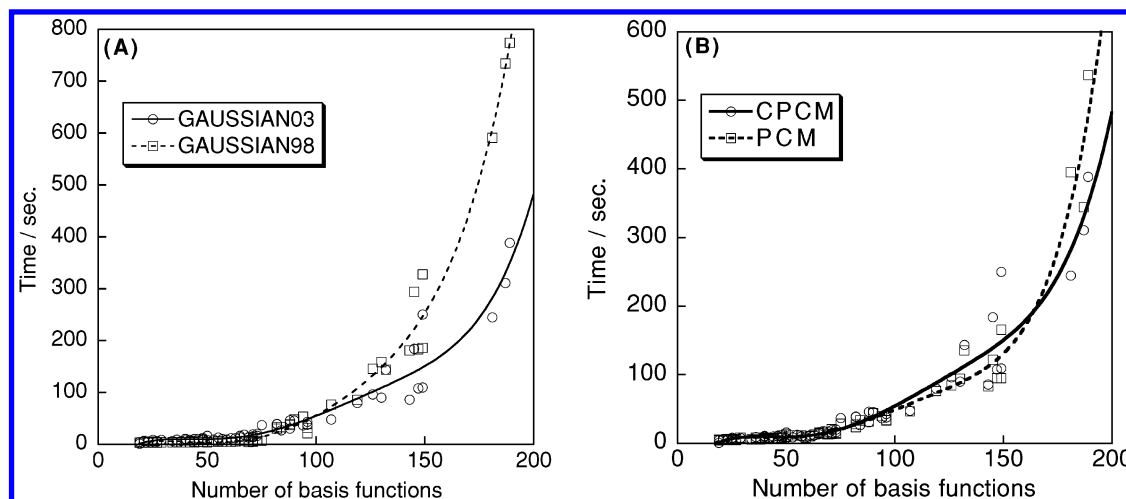 (A)
800
700
600
500
400
300
200
100
0
Time / sec.
GAUSSIAN03
GAUSSIAN98
0 50 100 150 200
Number of basis functions
(B)
600
500
400
300
200
100
0
Time / sec.
CPCM
PCM
0 50 100 150 200
Number of basis functions